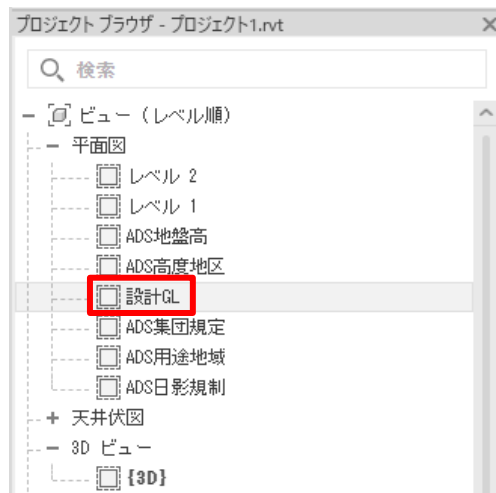 プロジェクト ブラウザ - プロジェクト1.rvt
検索
ビュー (レベル順)
平面図
レベル 2
レベル 1
ADS地盤高
ADS高度地区
設計GL
ADS集団規定
ADS用途地域
ADS日影規制
天井伏図
3D ビュー
{3D}